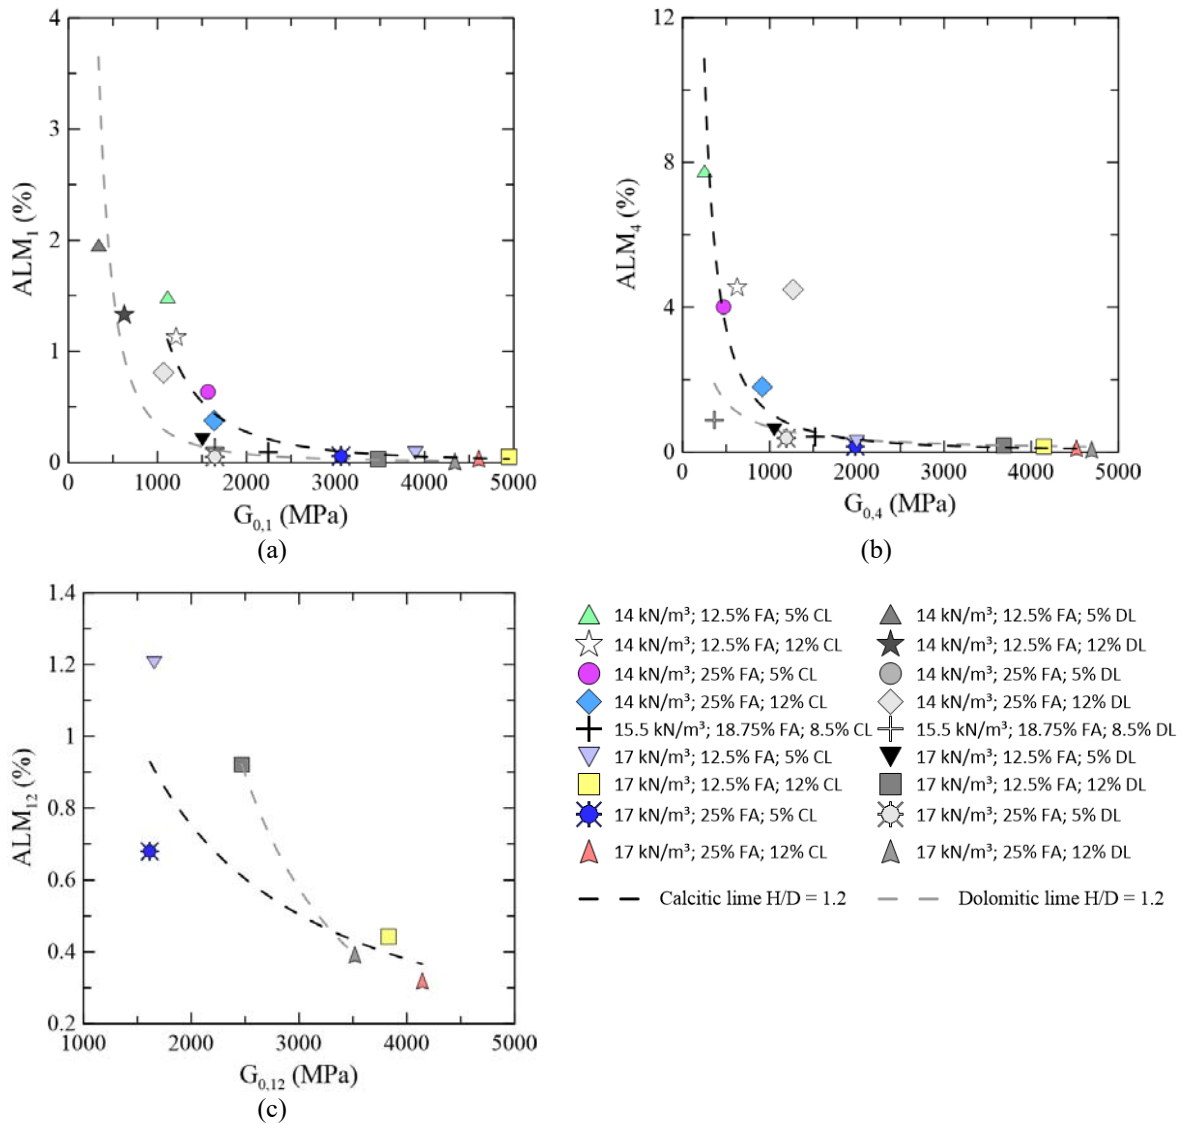 4
3
2
1
0
ALM₁ (%)
0 1000 2000 3000 4000 5000
G₀,₁ (MPa)
(a)
12
8
4
0
ALM₄ (%)
0 1000 2000 3000 4000 5000
G₀,₄ (MPa)
(b)
1.4
1.2
1
0.8
0.6
0.4
0.2
ALM₁₂ (%)
1000 2000 3000 4000 5000
G₀,₁₂ (MPa)
(c)
14 kN/m³; 12.5% FA; 5% CL
14 kN/m³; 12.5% FA; 12% CL
14 kN/m³; 25% FA; 5% CL
14 kN/m³; 25% FA; 12% CL
15.5 kN/m³; 18.75% FA; 8.5% CL
17 kN/m³; 12.5% FA; 5% CL
17 kN/m³; 12.5% FA; 12% CL
17 kN/m³; 25% FA; 5% CL
17 kN/m³; 25% FA; 12% CL
Calcitic lime H/D = 1.2
14 kN/m³; 12.5% FA; 5% DL
14 kN/m³; 12.5% FA; 12% DL
14 kN/m³; 25% FA; 5% DL
14 kN/m³; 25% FA; 12% DL
15.5 kN/m³; 18.75% FA; 8.5% DL
17 kN/m³; 12.5% FA; 5% DL
17 kN/m³; 12.5% FA; 12% DL
17 kN/m³; 25% FA; 5% DL
17 kN/m³; 25% FA; 12% DL
Dolomitic lime H/D = 1.2